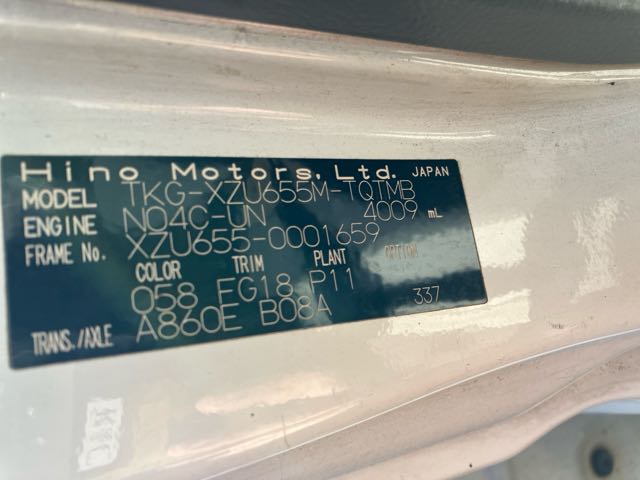 Hino Motors, Ltd. JAPAN
MODEL TKG-XZU655M-TQTMB
ENGINE N04C-UN 4009 mL
FRAME No. XZU655-0001659
COLOR TRIM PLANT OPTION
058 FG18 P11
TRANS./AXLE A860E B08A 337